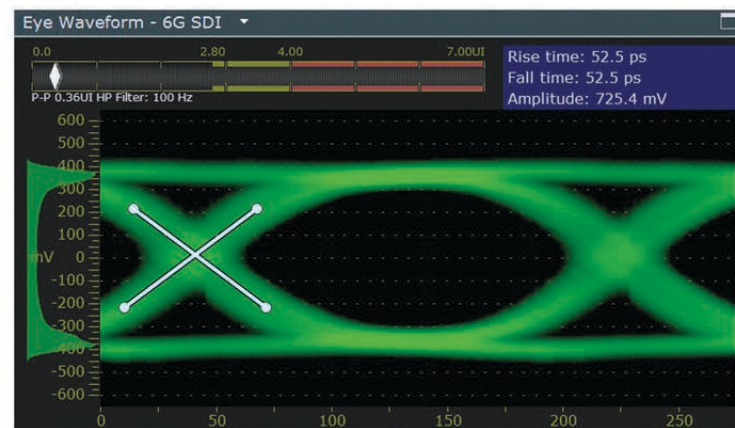 Eye Waveform - 6G SDI
0.0 2.80 4.00 7.00UI
P-P 0.36UI HP Filter: 100 Hz
Rise time: 52.5 ps
Fall time: 52.5 ps
Amplitude: 725.4 mV
600
500
400
300
200
100
mV 0
-100
-200
-300
-400
-500
-600
0 50 100 150 200 250